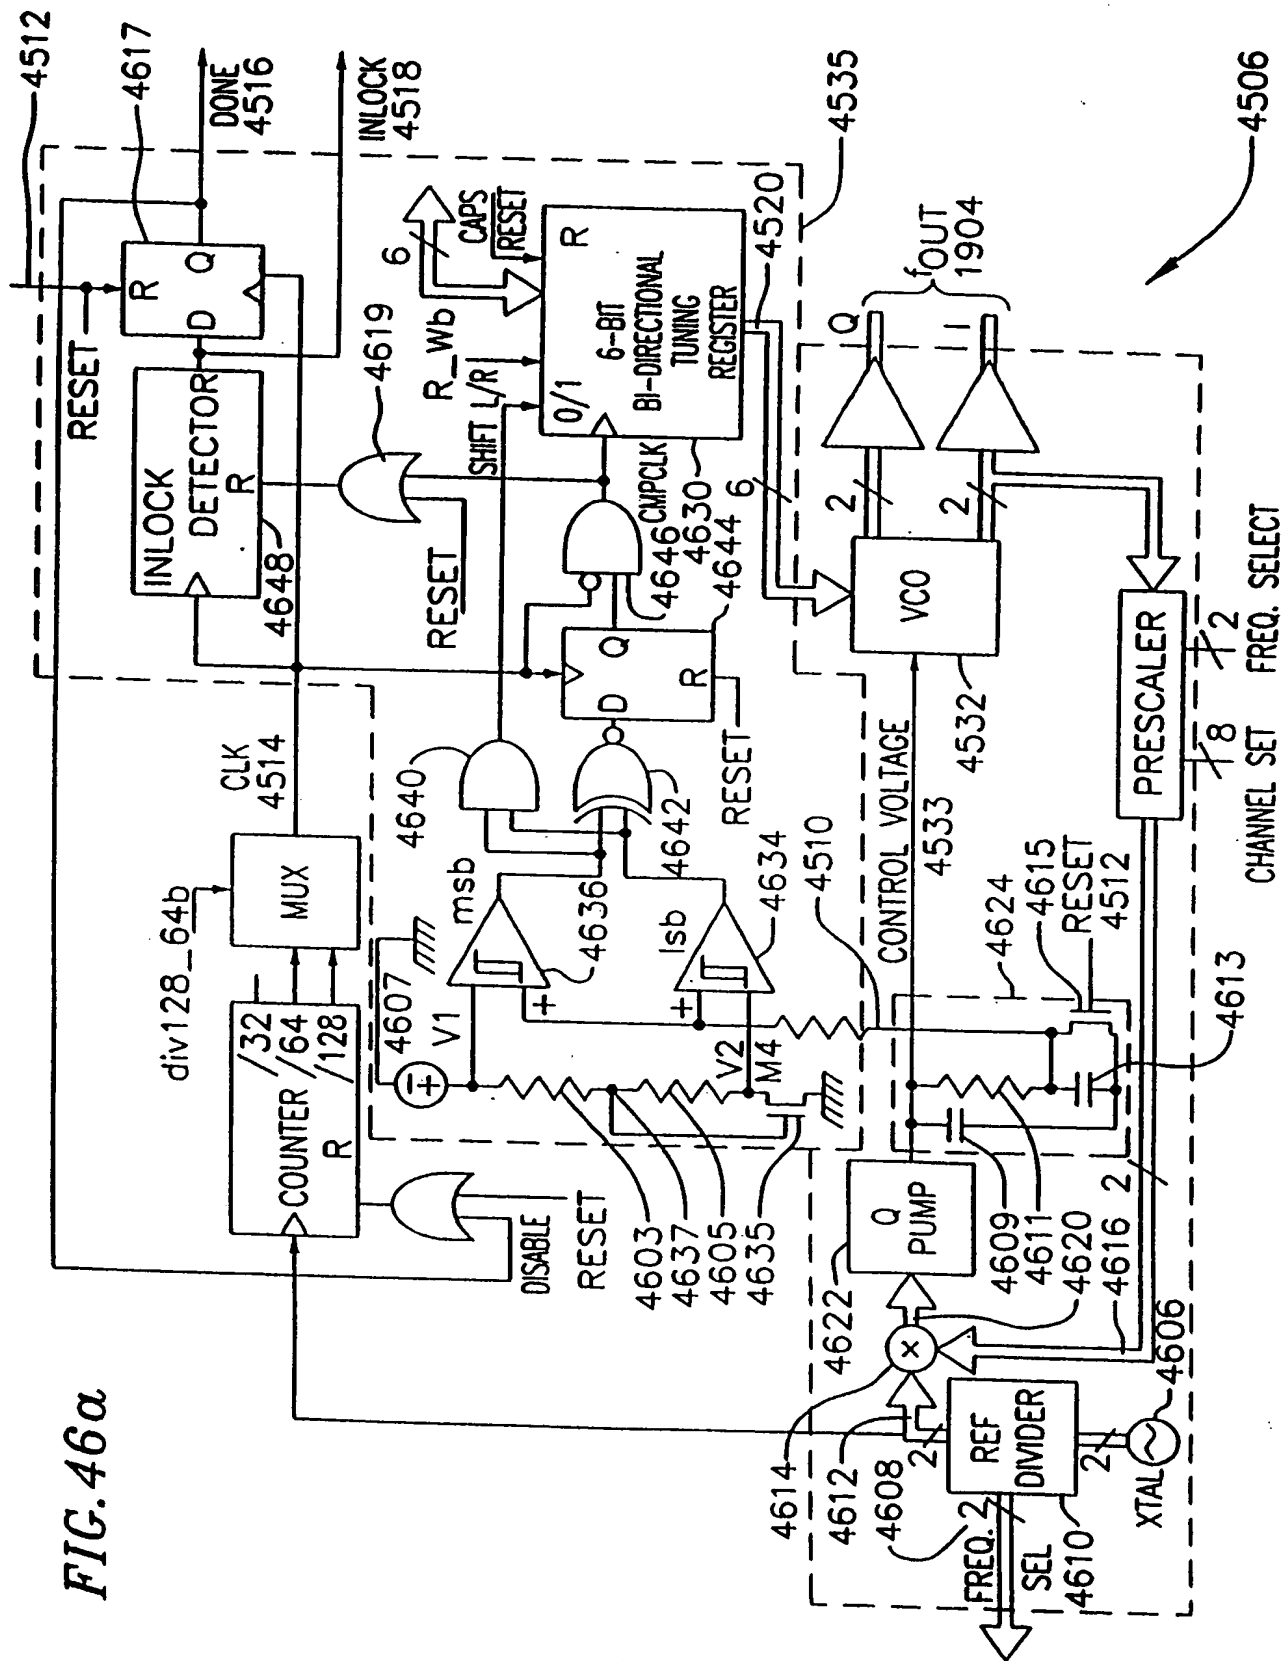 FIG. 46a
4512
4617
DONE
4516
INLOCK
4518
RESET
R
D
Q
INLOCK
DETECTOR
R
4648
4619
RESET
CLK
4514
div128_64b
MUX
COUNTER
/32
/64
/128
R
DISABLE
RESET
6
CAPS
RESET
R_Wb
SHIFT L/R
0/1
R
6-BIT
BI-DIRECTIONAL
TUNING
REGISTER
4520
4535
CMPCLK
4630
4646
4644
6
D
Q
R
RESET
4640
4642
msb
4636
lsb
4634
4510
4607
V1
+
-
+
+
V2
M4
4603
4637
4605
4635
fOUT
1904
Q
I
2
2
VCO
4532
CONTROL VOLTAGE
4533
4624
4615
RESET
4512
4613
PRESCALER
2
FREQ. SELECT
8
CHANNEL SET
4506
Q
PUMP
4622
4609
4611
4620
4616
2
x
4614
4612
4608
2
REF
DIVIDER
2
XTAL
4606
FREQ.
2
SEL
4610